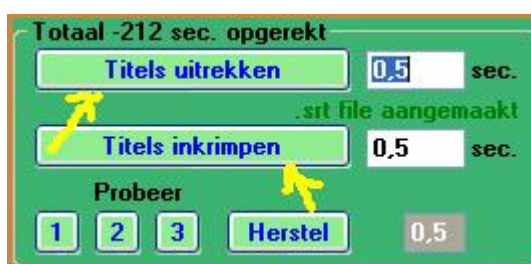 Totaal -212 sec. opgerekt
Titels uitrekken 0,5 sec.
.srt file aangemaakt
Titels inkrimpen 0,5 sec.
Probeer
1 2 3 Herstel 0,5